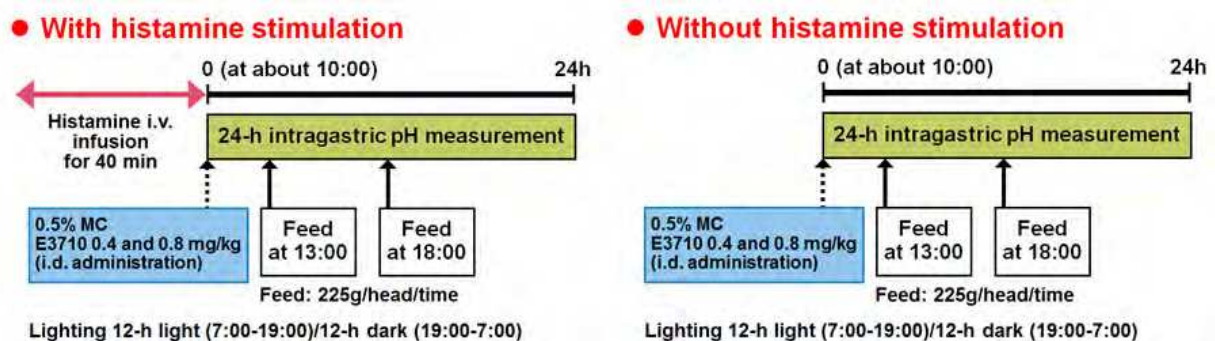 ● With histamine stimulation
0 (at about 10:00) 24h
Histamine i.v.
infusion
for 40 min
24-h intragastric pH measurement
0.5% MC
E3710 0.4 and 0.8 mg/kg
(i.d. administration)
Feed
at 13:00
Feed
at 18:00
Feed: 225g/head/time
Lighting 12-h light (7:00-19:00)/12-h dark (19:00-7:00)
● Without histamine stimulation
0 (at about 10:00) 24h
24-h intragastric pH measurement
0.5% MC
E3710 0.4 and 0.8 mg/kg
(i.d. administration)
Feed
at 13:00
Feed
at 18:00
Feed: 225g/head/time
Lighting 12-h light (7:00-19:00)/12-h dark (19:00-7:00)